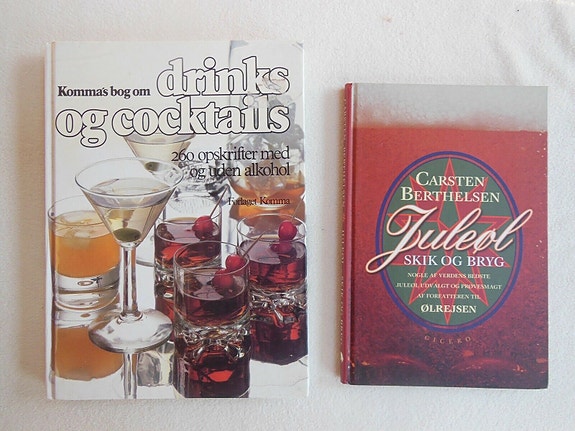 Komma's bog om drinks
og cocktails
260 opskrifter med
og uden alkohol
Forlaget Komma
CARSTEN
BERTHELSEN
Juleøl
SKIK OG BRYG
NOGLE AF VERDENS BEDSTE
JULEØL UDVALGT OG PRØVESMAGT
AF FORFATTEREN TIL
ØLREJSEN
CICERO